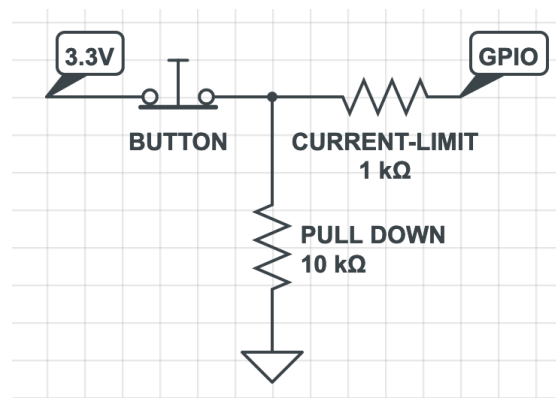 3.3V
GPIO
BUTTON
CURRENT-LIMIT
1 kΩ
PULL DOWN
10 kΩ